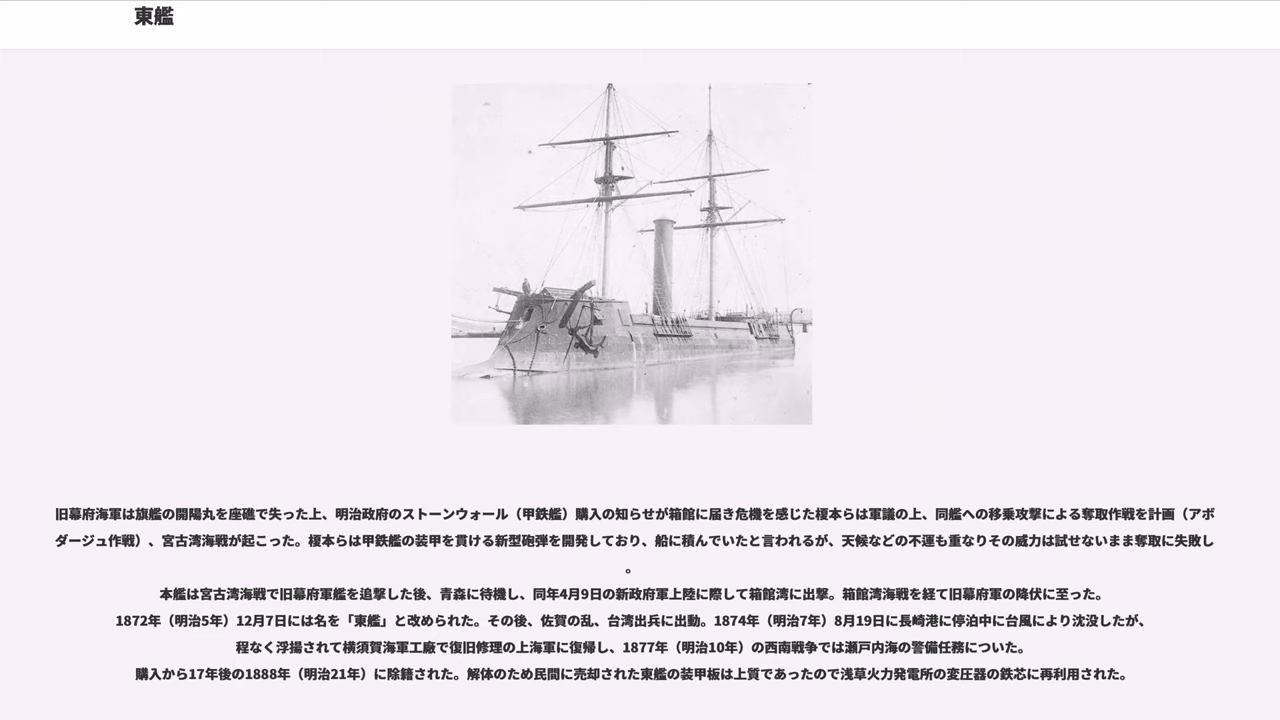 東艦
旧幕府海軍は旗艦の開陽丸を座礁で失った上、明治政府のストーンウォール（甲鉄艦）購入の知らせが箱館に届き危機を感じた榎本らは軍議の上、同艦への移乗攻撃による奪取作戦を計画（アボ
ダージュ作戦）、宮古湾海戦が起こった。榎本らは甲鉄艦の装甲を貫ける新型砲弾を開発しており、船に積んでいたと言われるが、天候などの不運も重なりその威力は試せないまま奪取に失敗し
。
本艦は宮古湾海戦で旧幕府軍艦を追撃した後、青森に待機し、同年4月9日の新政府軍上陸に際して箱館湾に出撃。箱館湾海戦を経て旧幕府軍の降伏に至った。
1872年（明治5年）12月7日には名を「東艦」と改められた。その後、佐賀の乱、台湾出兵に出動。1874年（明治7年）8月19日に長崎港に停泊中に台風により沈没したが、
程なく浮揚されて横須賀海軍工廠で復旧修理の上海軍に復帰し、1877年（明治10年）の西南戦争では瀬戸内海の警備任務についた。
購入から17年後の1888年（明治21年）に除籍された。解体のため民間に売却された東艦の装甲板は上質であったので浅草火力発電所の変圧器の鉄芯に再利用された。